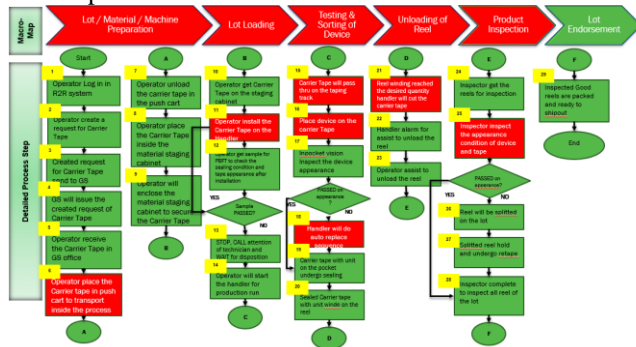 Macro-
Map
Lot / Material / Machine
Preparation
Lot Loading
Testing &
Sorting of
Device
Unloading of
Reel
Product
Inspection
Lot
Endorsement
Detailed Process Step
Start
1
Operator Log in in
R2R system
2
Operator create a
request for Carrier
Tape
3
Created request
for Carrier Tape
send to GS
4
GS will issue the
created request of
Carrier Tape
5
Operator receive
the Carrier Tape in
GS office
6
Operator place the
Carrier tape in push
cart to transport
inside the process
A
A
7
Operator unload
the carrier tape in
the push cart
8
Operator place
the Carrier Tape
inside the
material staging
cabinet
9
Operator will
enclose the
material staging
cabinet to secure
the Carrier Tape
B
B
10
Operator get Carrier
Tape on the staging
cabinet
11
Operator install the
Carrier Tape on the
Handler
12
Operator get sample for
to check the
sealing condition and
tape appearance after
installation
Sample
PASSED?
YES
NO
13
STOP, CALL attention
of technician and
WAIT for disposition
14
Operator will start
the handler for
production run
C
C
15
Carrier Tape will pass
thru on the taping
track
16
Place device on the
carrier Tape
17
Inpocket vision
Inspect the device
appearance
PASSED on
appearance
YES
NO
18
Handler will do
auto replace
sequence
19
Carrier tape with unit
on the pocket
undergo sealing
20
Sealed Carrier tape
with unit winde on the
reel
D
D
21
Reel winding reached
the desired quantity
handler will cut the
carrier tape
22
Handler alarm for
assist to unload the
reel
23
Operator assist to
unload the reel
E
E
24
Inspector get the
reels for inspection
25
Inspector inspect
the appearance
condition of device
and tape
PASSED on
apearance?
YES
NO
26
Reel will be splitted
on the lot
27
Splitted reel hold
and undergo retape
28
Inspector complete
to inspect all reel of
the lot
F
F
29
Inspected Good
reels are packed
and ready to
shipout
End